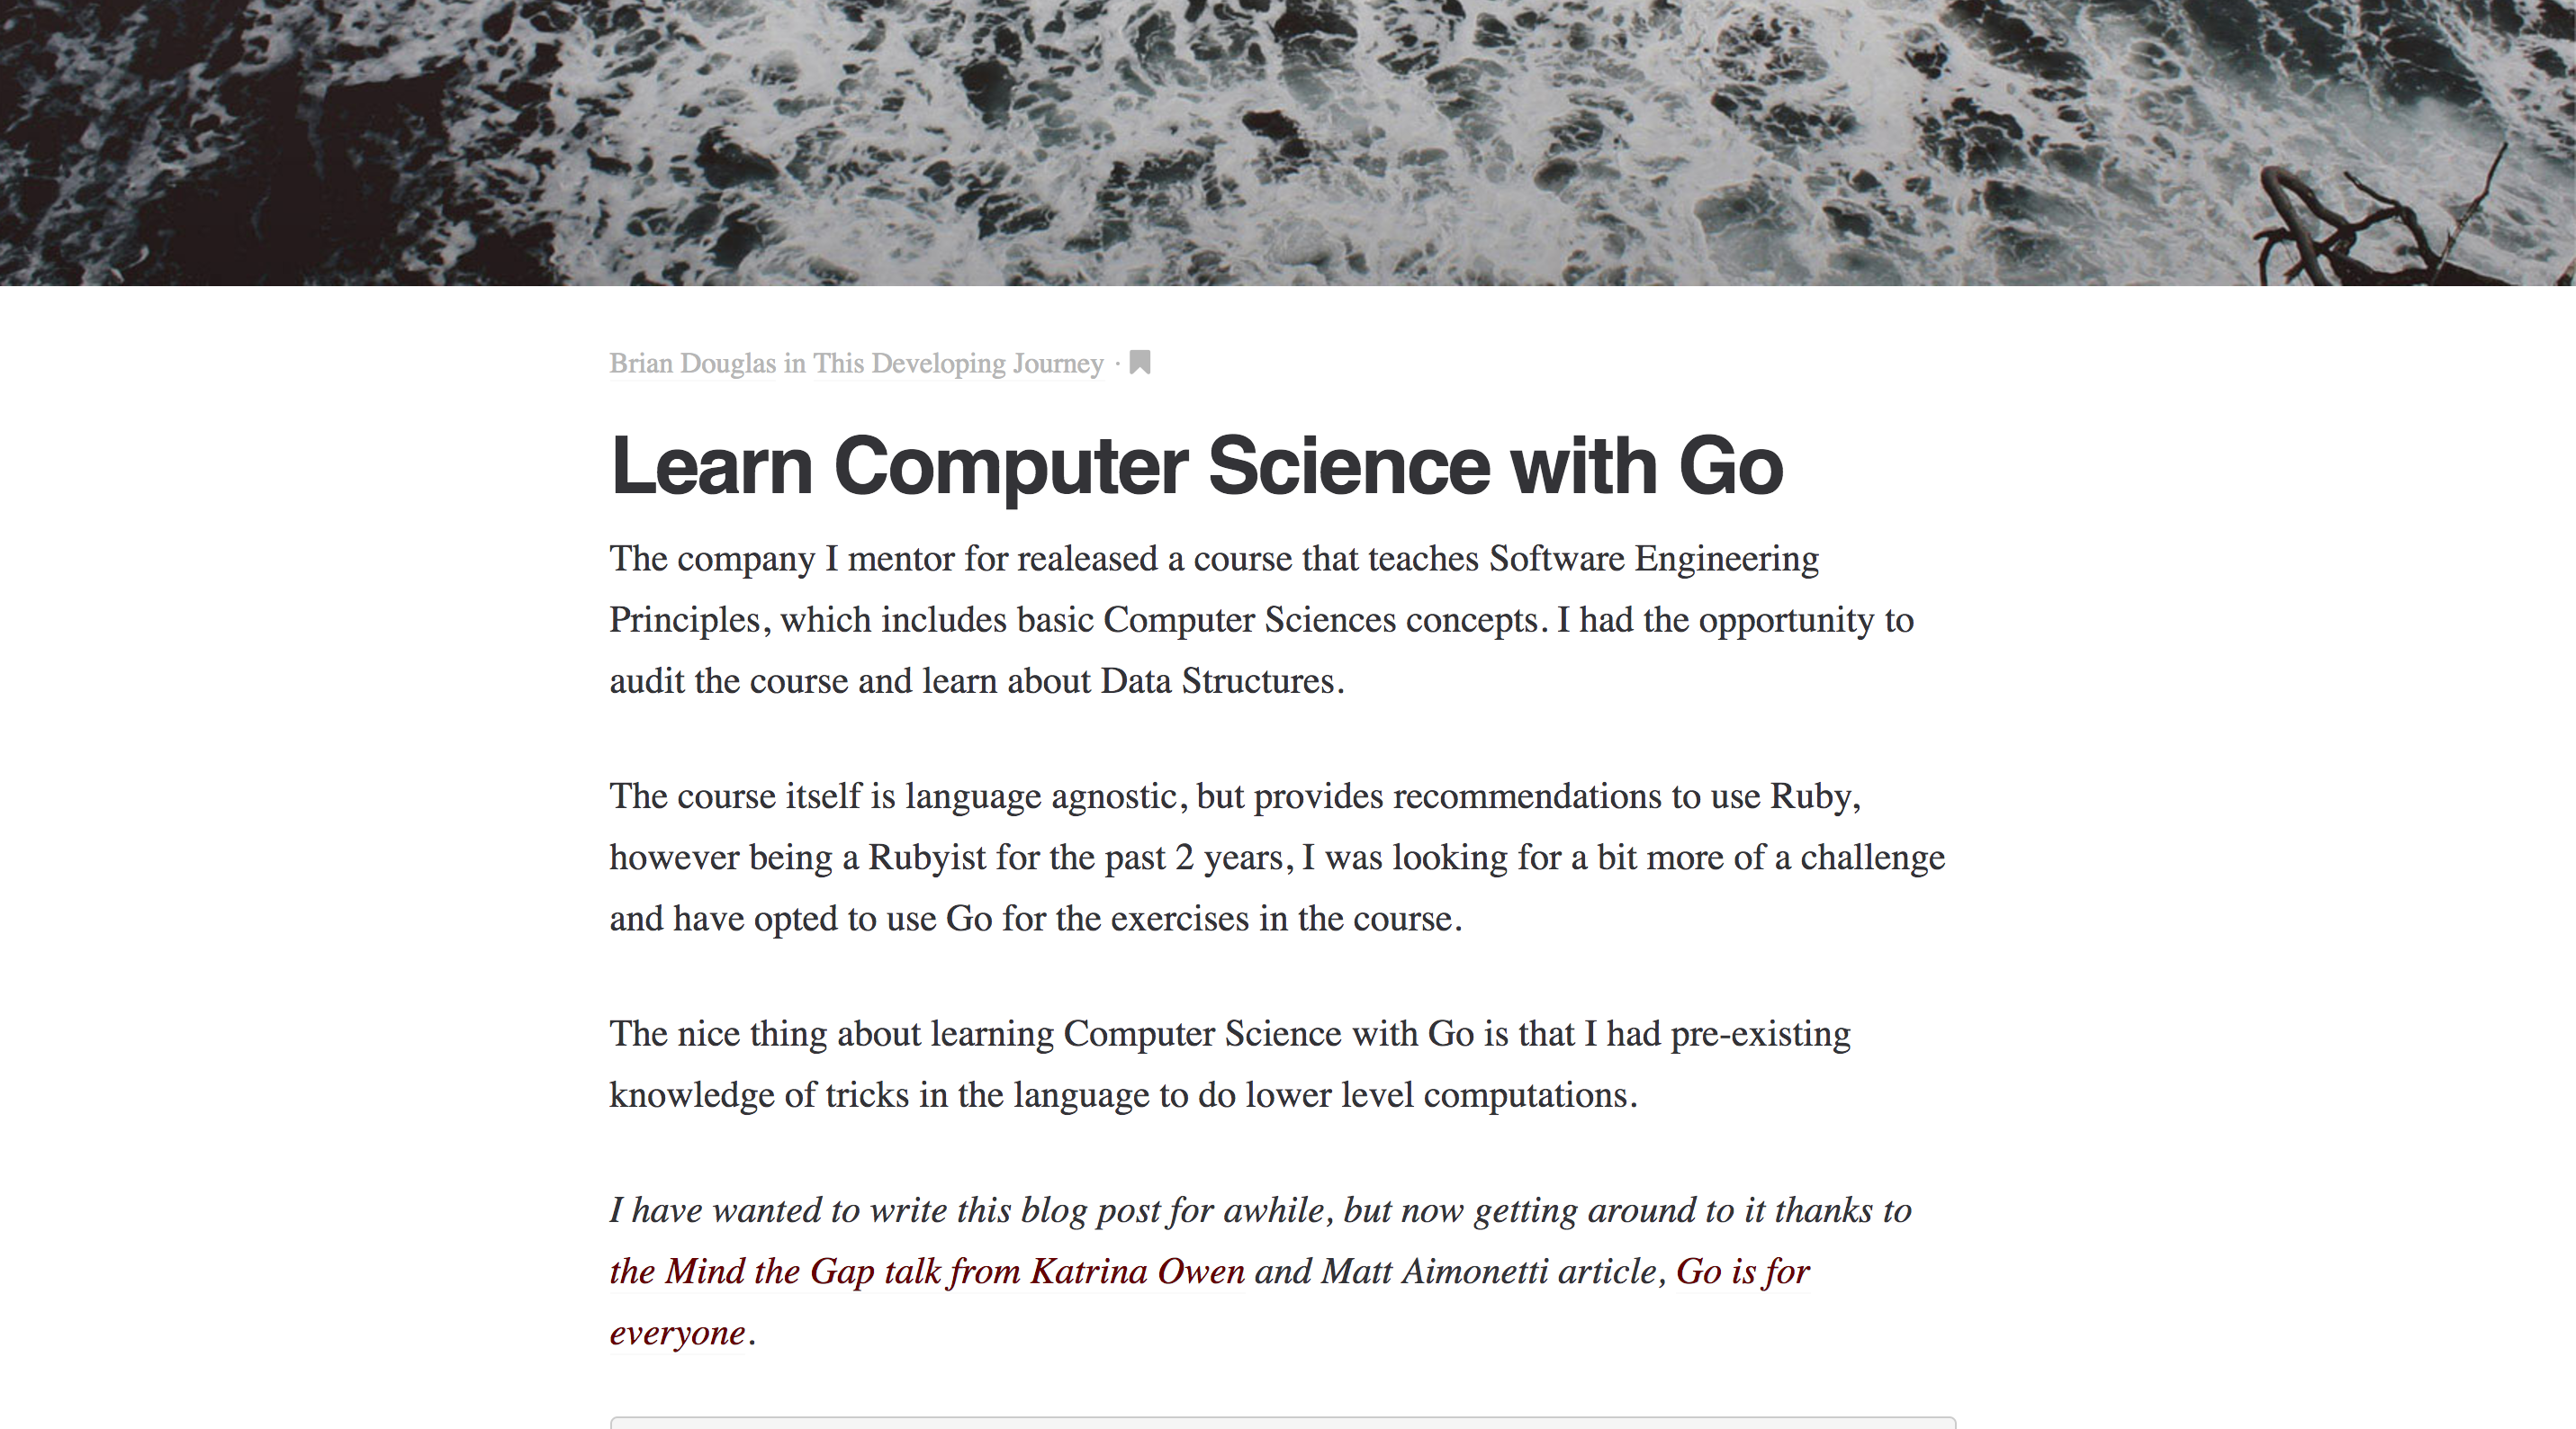 Brian Douglas in This Developing Journey ·
Learn Computer Science with Go
The company I mentor for realeased a course that teaches Software Engineering
Principles, which includes basic Computer Sciences concepts. I had the opportunity to
audit the course and learn about Data Structures.
The course itself is language agnostic, but provides recommendations to use Ruby,
however being a Rubyist for the past 2 years, I was looking for a bit more of a challenge
and have opted to use Go for the exercises in the course.
The nice thing about learning Computer Science with Go is that I had pre-existing
knowledge of tricks in the language to do lower level computations.
I have wanted to write this blog post for awhile, but now getting around to it thanks to
the Mind the Gap talk from Katrina Owen and Matt Aimonetti article, Go is for
everyone.